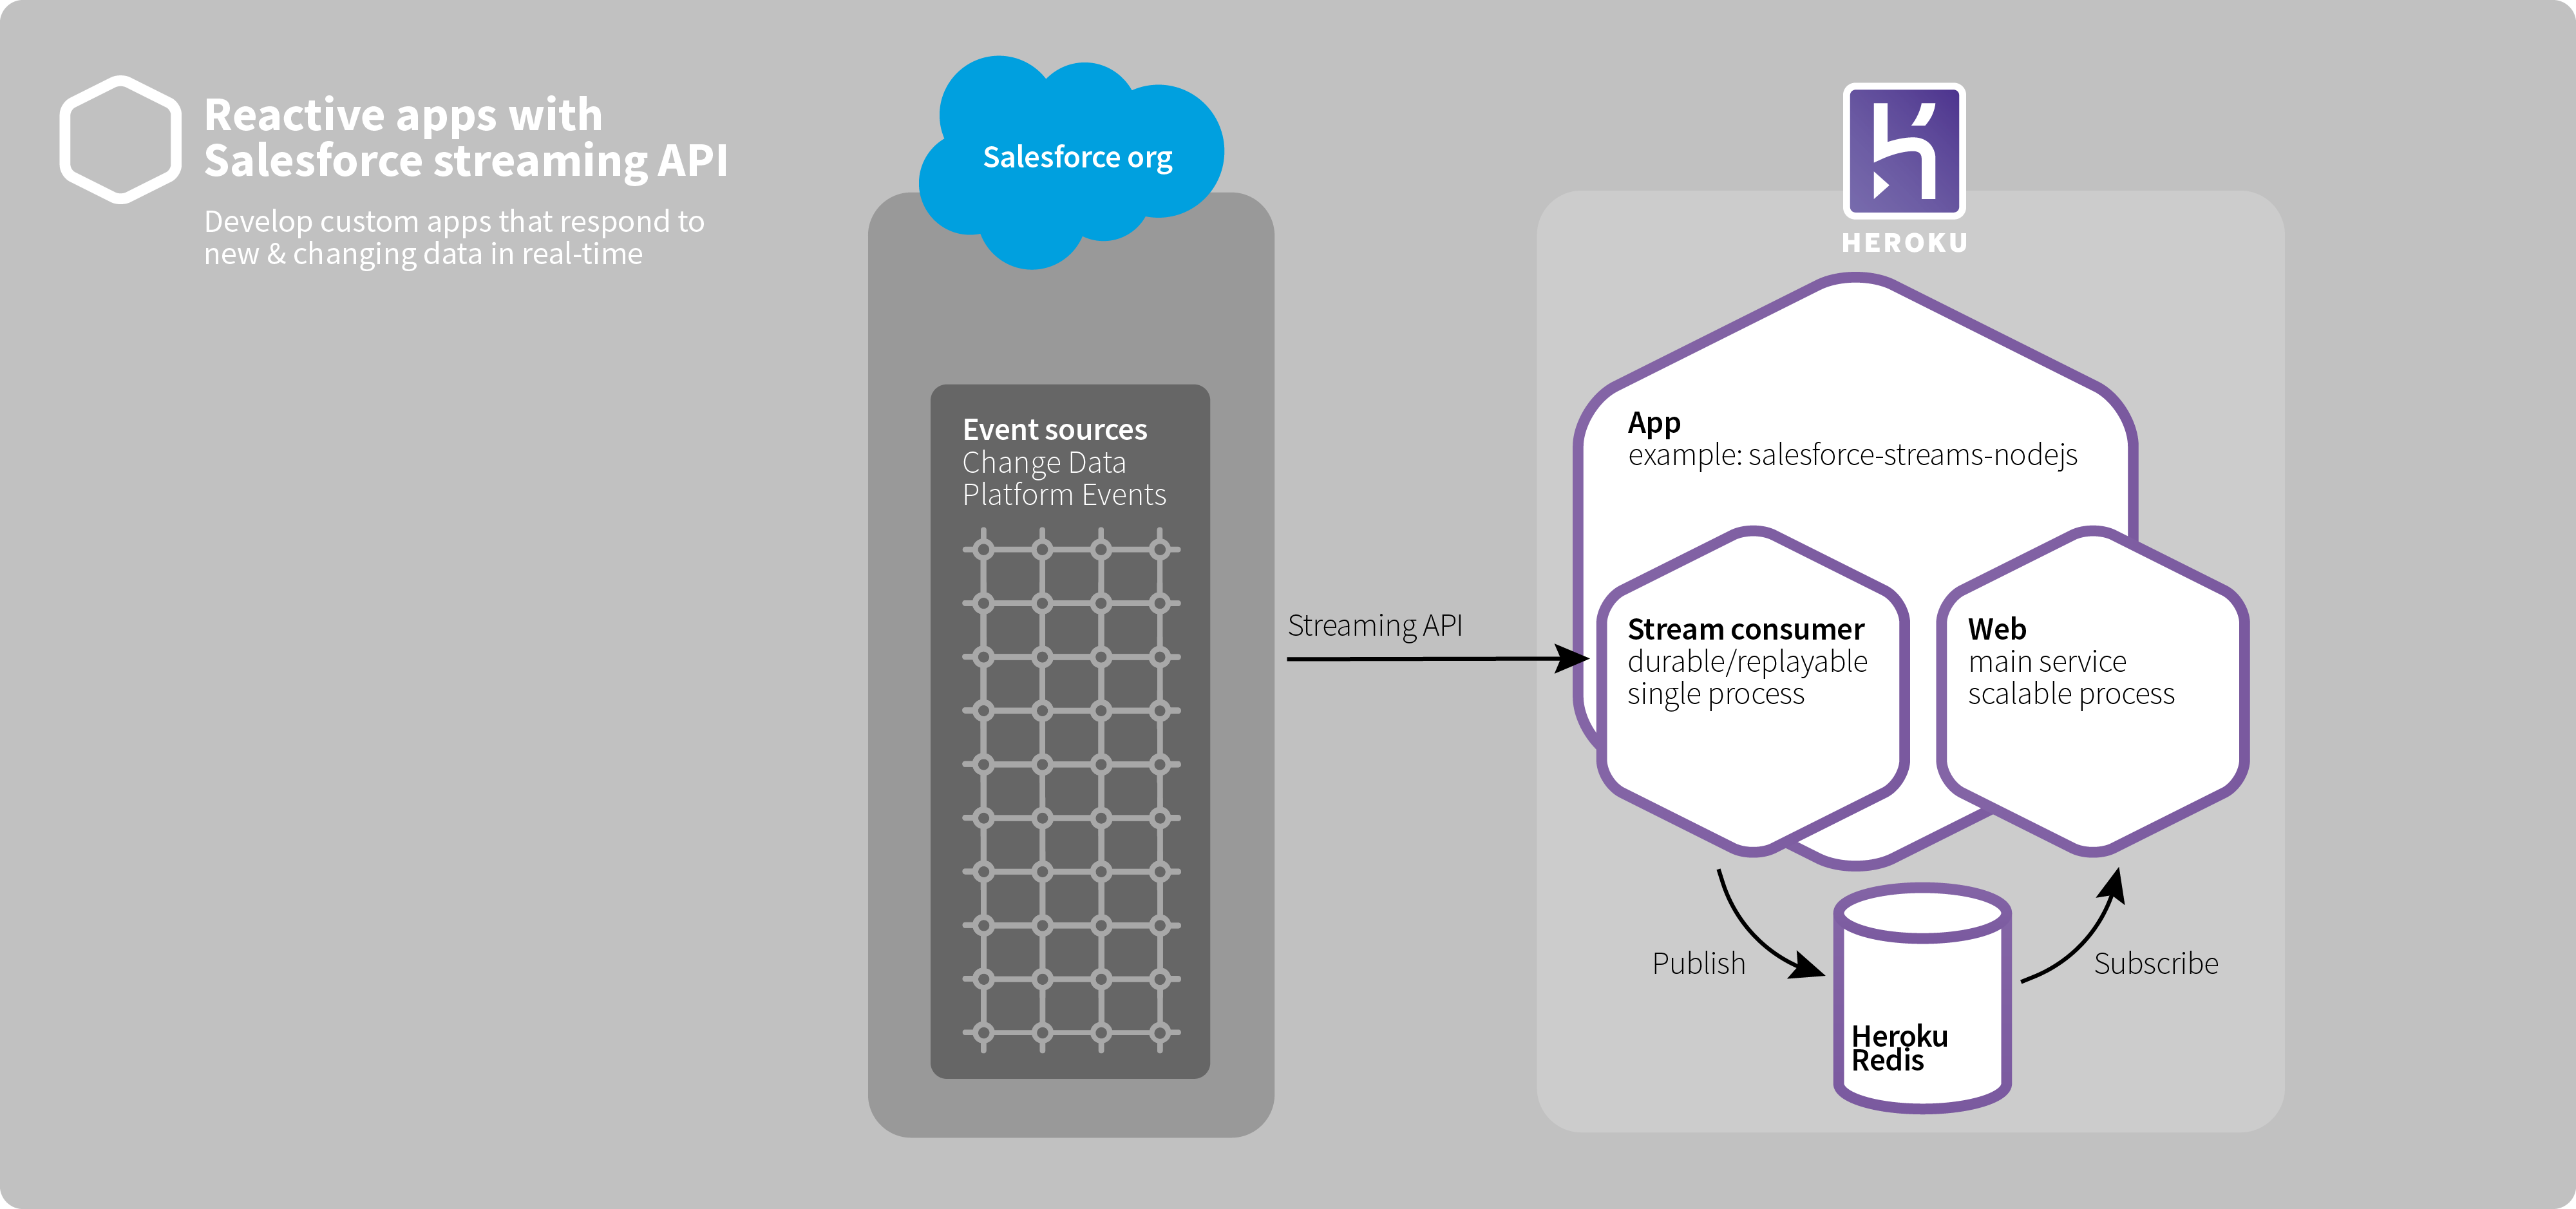 Reactive apps with
Salesforce streaming API
Develop custom apps that respond to
new & changing data in real-time
Salesforce org
Event sources
Change Data
Platform Events
Streaming API
HEROKU
App
example: salesforce-streams-nodejs
Stream consumer
durable/replayable
single process
Web
main service
scalable process
Publish
Heroku
Redis
Subscribe